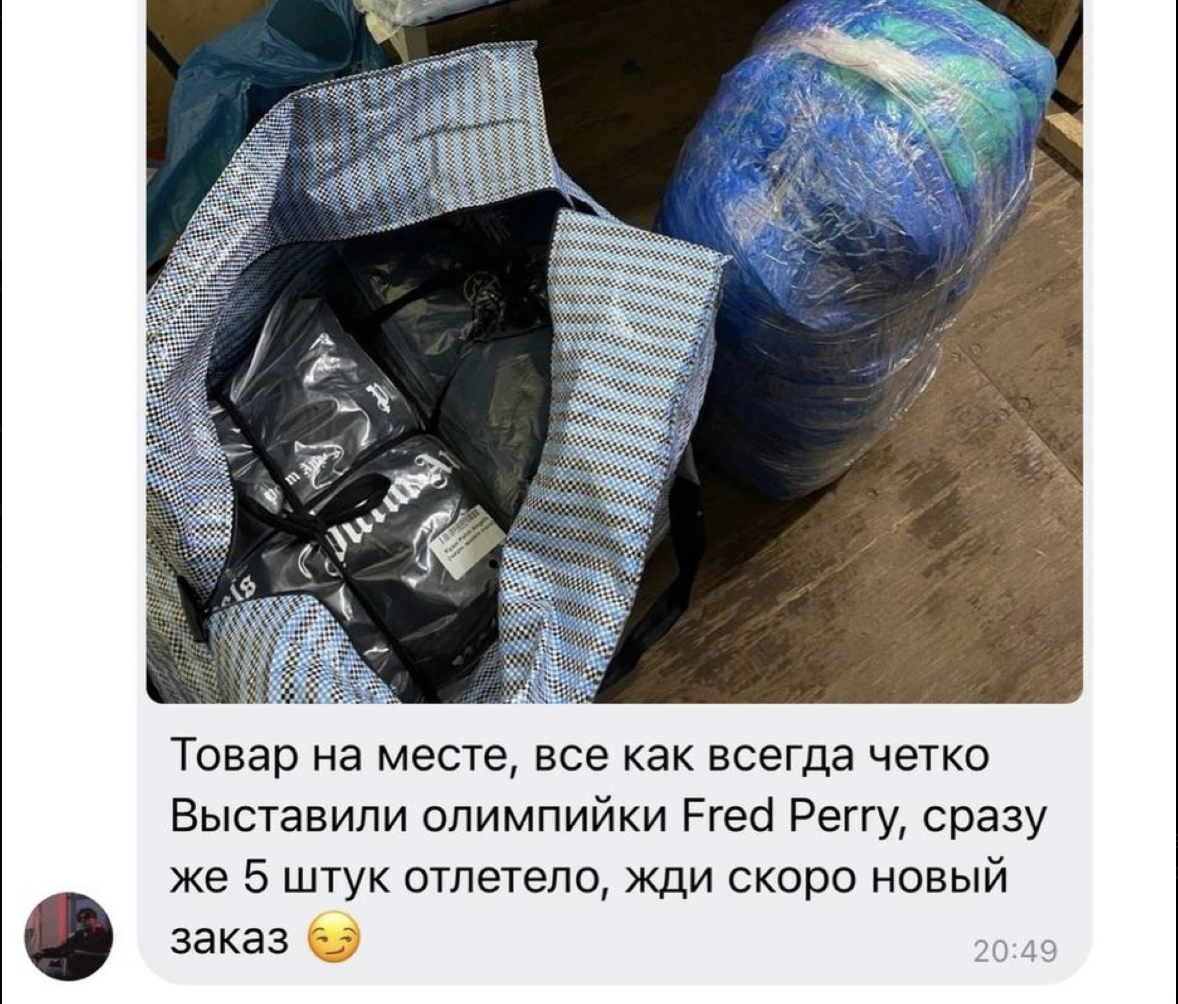 Товар на месте, все как всегда четко
Выставили олимпийки Fred Perry, сразу
же 5 штук отлетело, жди скоро новый
заказ 😏
20:49